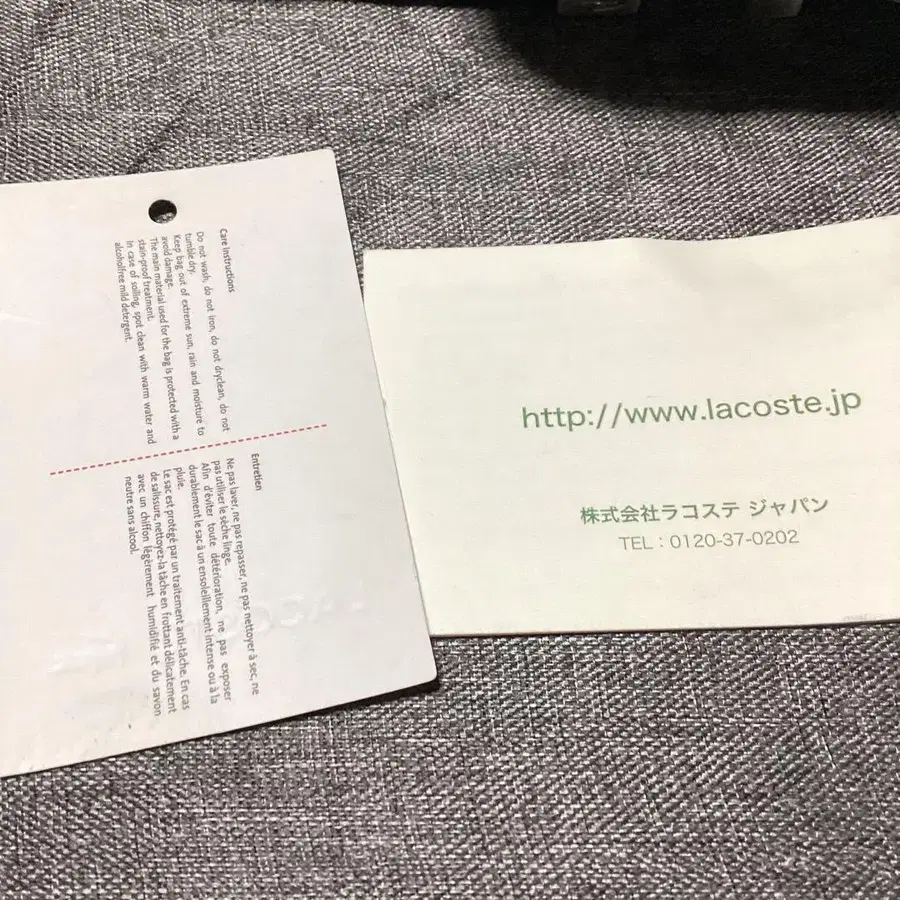 Care Instructions
Do not wash, do not iron, do not dryclean, do not
tumble dry.
Keep bag out of extreme sun, rain and moisture to
avoid damage.
The main material used for the bag is protected with a
stain-proof treatment.
In case of soiling, spot clean with warm water and
alcoholfree mild detergent.
Entretien
Ne pas laver, ne pas repasser, ne pas nettoyer à sec, ne
pas utiliser le sèche linge.
Afin d'éviter toute détérioration, ne pas exposer
durablement le sac à un ensoleillement intense ou à la
pluie.
Le sac est protégé par un traitement anti-tâche. En cas
de salissure, nettoyez-la tâche en frottant délicatement
avec un chiffon légèrement humidifié et du savon
neutre sans alcool.
http://www.lacoste.jp
株式会社ラコステ ジャパン
TEL : 0120-37-0202